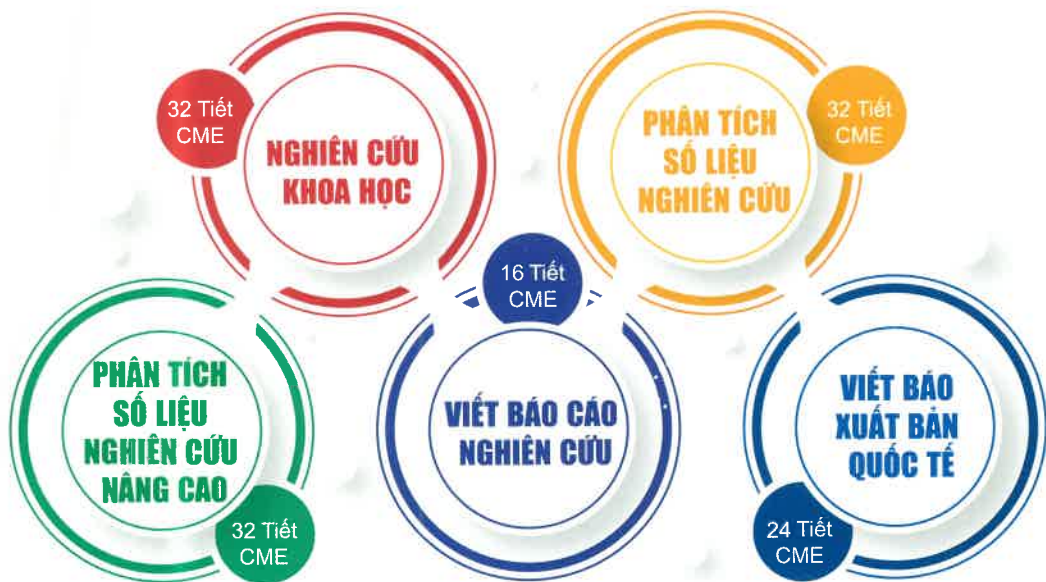 32 Tiết
CME
NGHIÊN CỨU
KHOA HỌC
PHÂN TÍCH
SỐ LIỆU
NGHIÊN CỨU
32 Tiết
CME
PHÂN TÍCH
SỐ LIỆU
NGHIÊN CỨU
NÂNG CAO
32 Tiết
CME
16 Tiết
CME
VIẾT BÁO CÁO
NGHIÊN CỨU
VIẾT BÁO
XUẤT BẢN
QUỐC TẾ
24 Tiết
CME